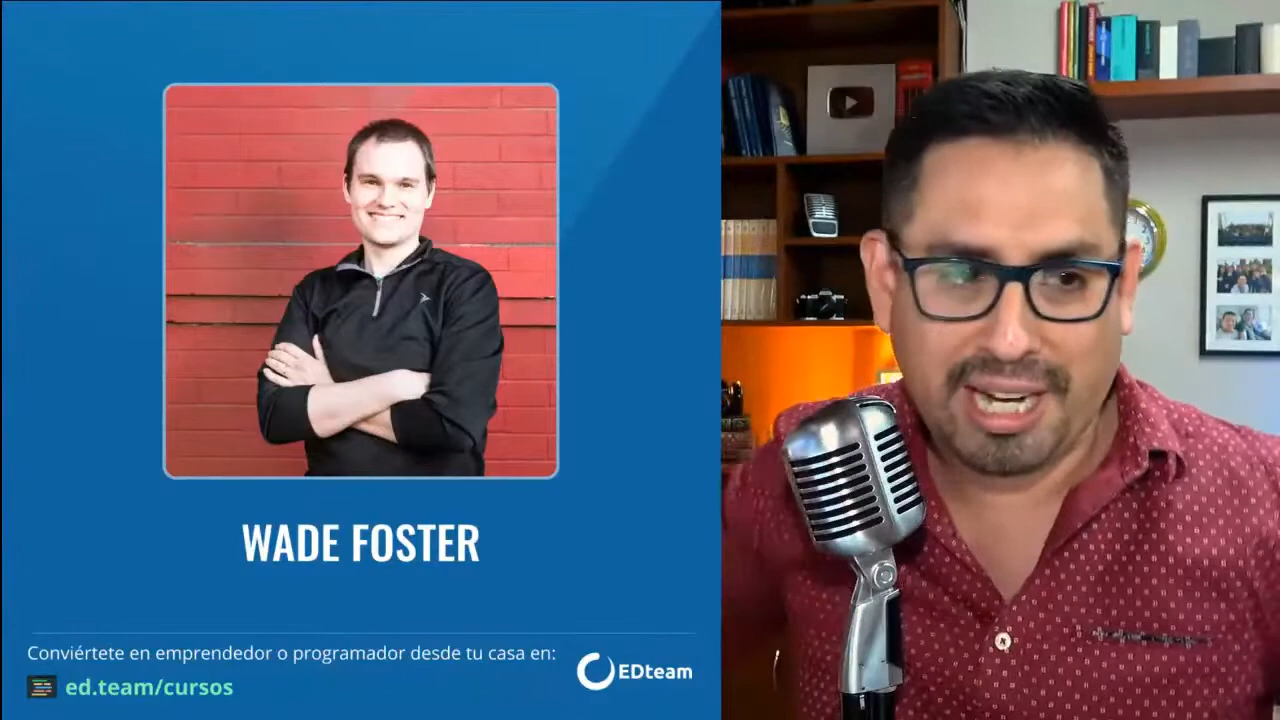 WADE FOSTER
Conviértete en emprendedor o programador desde tu casa en:
ed.team/cursos
EDteam